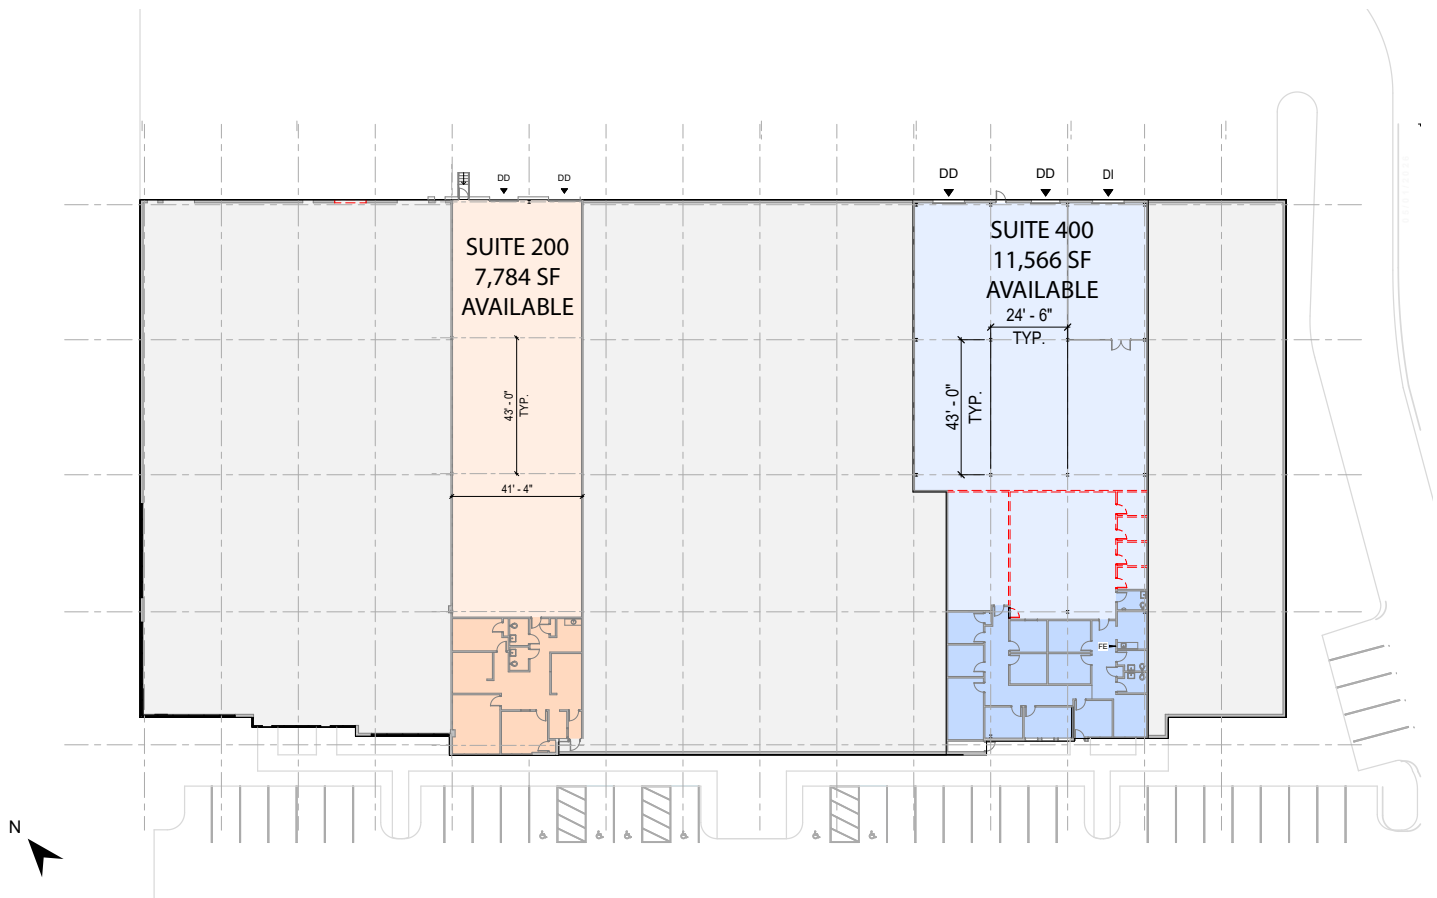 DD
DD
DD
DD
DI
SUITE 200
7,784 SF
AVAILABLE
SUITE 400
11,566 SF
AVAILABLE
24' - 6"
TYP.
43' - 0"
TYP.
43' - 0"
TYP.
41' - 4"
FE
N